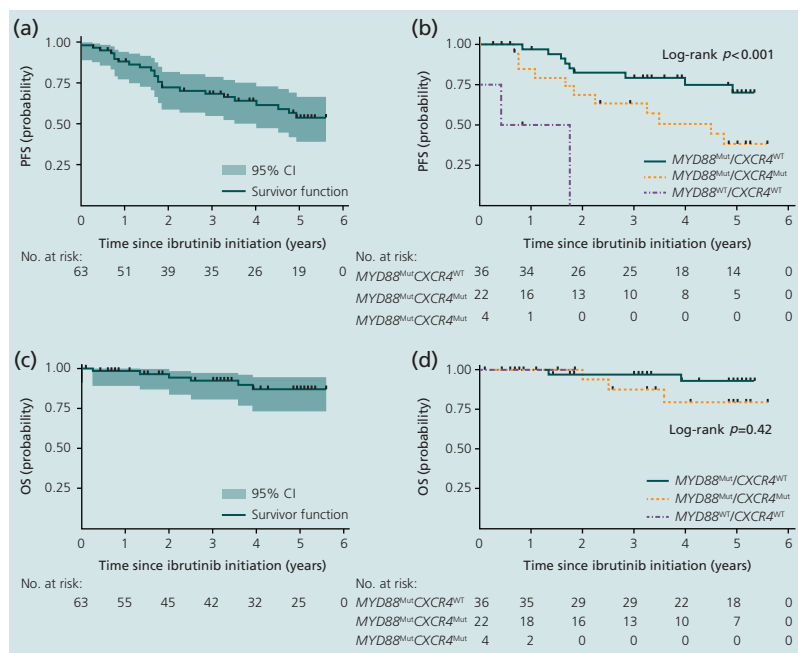 (a)
1.00
0.75
0.50
0.25
PFS (probability)
95% CI
Survivor function
0 1 2 3 4 5 6
Time since ibrutinib initiation (years)
No. at risk:
63 51 39 35 26 19 0
(b)
1.00
0.75
0.50
0.25
PFS (probability)
Log-rank p<0.001
MYD88ᴹᵘᵗ/CXCR4ᵂᵀ
MYD88ᴹᵘᵗ/CXCR4ᴹᵘᵗ
MYD88ᵂᵀ/CXCR4ᵂᵀ
0 1 2 3 4 5 6
Time since ibrutinib initiation (years)
No. at risk:
MYD88ᴹᵘᵗCXCR4ᵂᵀ 36 34 26 25 18 14 0
MYD88ᴹᵘᵗCXCR4ᴹᵘᵗ 22 16 13 10 8 5 0
MYD88ᴹᵘᵗCXCR4ᴹᵘᵗ 4 1 0 0 0 0 0
(c)
1.00
0.75
0.50
0.25
OS (probability)
95% CI
Survivor function
0 1 2 3 4 5 6
Time since ibrutinib initiation (years)
No. at risk:
63 55 45 42 32 25 0
(d)
1.00
0.75
0.50
0.25
OS (probability)
Log-rank p=0.42
MYD88ᴹᵘᵗ/CXCR4ᵂᵀ
MYD88ᴹᵘᵗ/CXCR4ᴹᵘᵗ
MYD88ᵂᵀ/CXCR4ᵂᵀ
0 1 2 3 4 5 6
Time since ibrutinib initiation (years)
No. at risk:
MYD88ᴹᵘᵗCXCR4ᵂᵀ 36 35 29 29 22 18 0
MYD88ᴹᵘᵗCXCR4ᴹᵘᵗ 22 18 16 13 10 7 0
MYD88ᴹᵘᵗCXCR4ᴹᵘᵗ 4 2 0 0 0 0 0